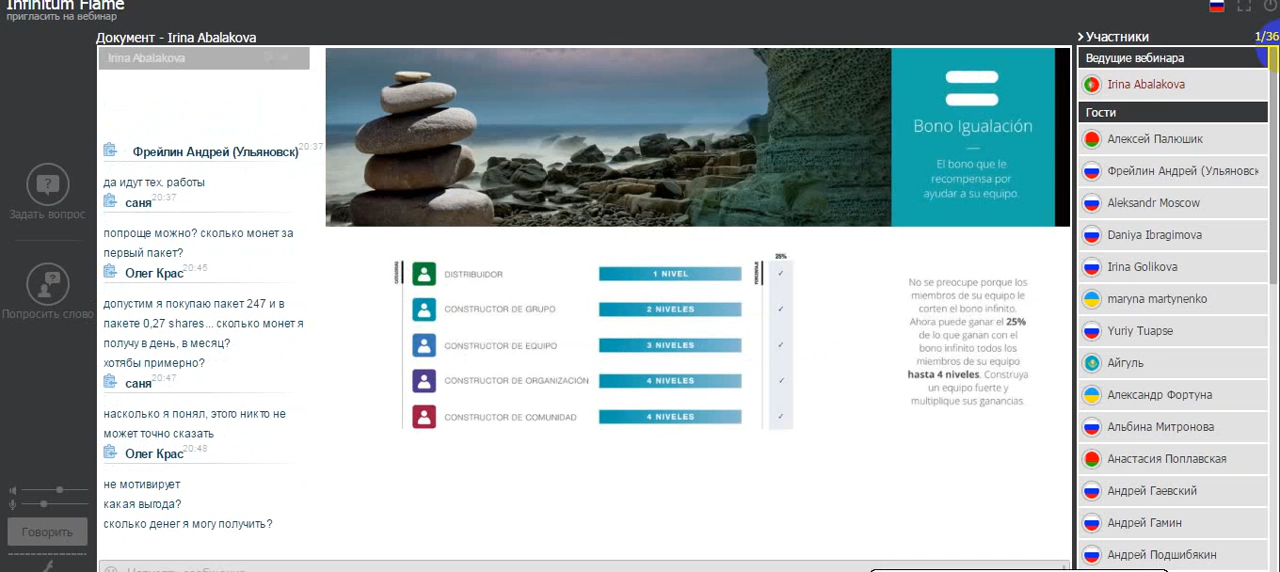 Infinitum Flame
пригласить на вебинар
Документ - Irina Abalakova
Irina Abalakova
Фрейлин Андрей (Ульяновск) 20:37
да идут тех, работы
саня 20:37
попроще можно? сколько монет за
первый пакет?
Олег Крас 20:45
допустим я покупаю пакет 247 и в
пакете 0,27 shares... сколько монет я
получу в день, в месяц?
хотябы примерно?
саня 20:47
насколько я понял, этого никто не
может точно сказать
Олег Крас 20:48
не мотивирует
какая выгода?
сколько денег я могу получить?
Задать вопрос
Попросить слово
Говорить
Bono Igualación
El bono que le
recompensa por
ayudar a su equipo.
25%
DISTRIBUIDOR 1 NIVEL ✓
CONSTRUCTOR DE GRUPO 2 NIVELES ✓
CONSTRUCTOR DE EQUIPO 3 NIVELES ✓
CONSTRUCTOR DE ORGANIZACIÓN 4 NIVELES ✓
CONSTRUCTOR DE COMUNIDAD 4 NIVELES ✓
No se preocupe porque los
miembros de su equipo le
corten el bono infinito.
Ahora puede ganar el 25%
de lo que ganan con el
bono infinito todos los
miembros de su equipo
hasta 4 niveles. Construya
un equipo fuerte y
multiplique sus ganancias.
Участники 1/36
Ведущие вебинара
Irina Abalakova
Гости
Алексей Палюшик
Фрейлин Андрей (Ульяновск
Aleksandr Moscow
Daniya Ibragimova
Irina Golikova
maryna martynenko
Yuriy Tuapse
Айгуль
Александр Фортуна
Альбина Митронова
Анастасия Поплавская
Андрей Гаевский
Андрей Гамин
Андрей Подшибякин